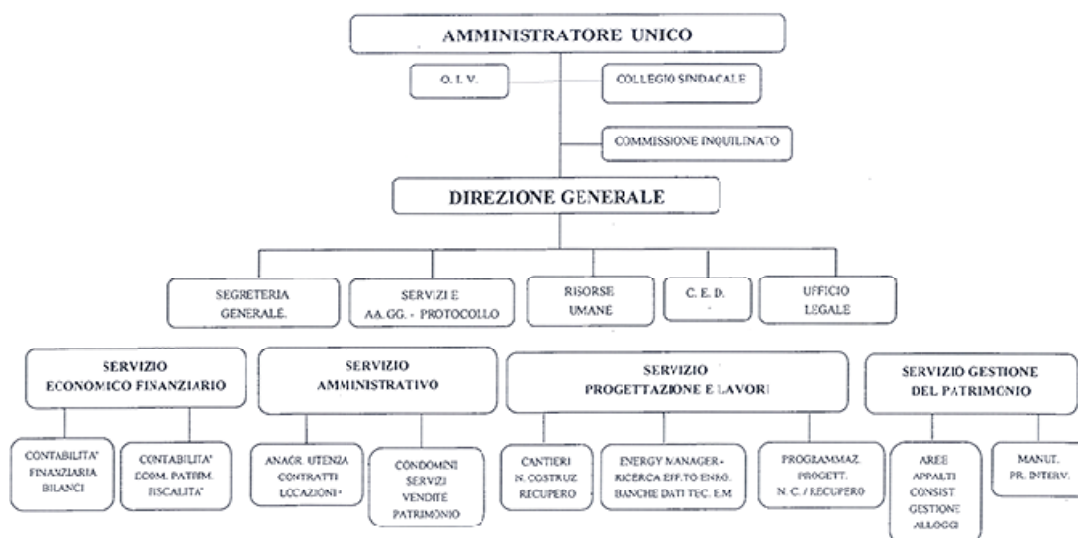 AMMINISTRATORE UNICO
O. I. V.
COLLEGIO SINDACALE
COMMISSIONE INQUILINATO
DIREZIONE GENERALE
SEGRETERIA
GENERALE.
SERVIZI E
AA. GG. - PROTOCOLLO
RISORSE
UMANE
C. E. D.
UFFICIO
LEGALE
SERVIZIO
ECONOMICO FINANZIARIO
SERVIZIO
AMMINISTRATIVO
SERVIZIO
PROGETTAZIONE E LAVORI
SERVIZIO GESTIONE
DEL PATRIMONIO
CONTABILITA'
FINANZIARIA
BILANCI
CONTABILITA'
ECOM. PATRIM.
FISCALITA'
ANAGR. UTENZA
CONTRATTI
LOCAZIONI
CONDOMINI
SERVIZI
VENDITE
PATRIMONIO
CANTIERI
N. COSTRUZ.
RECUPERO
ENERGY MANAGER
RICERCA
BANCHE DATI TEC. E.M
PROGRAMMAZ.
PROGETT.
N. C. / RECUPERO
AREE
APPALTI
CONSIST
GESTIONE
ALLOGGI
MANUT.
PR. INTERV.